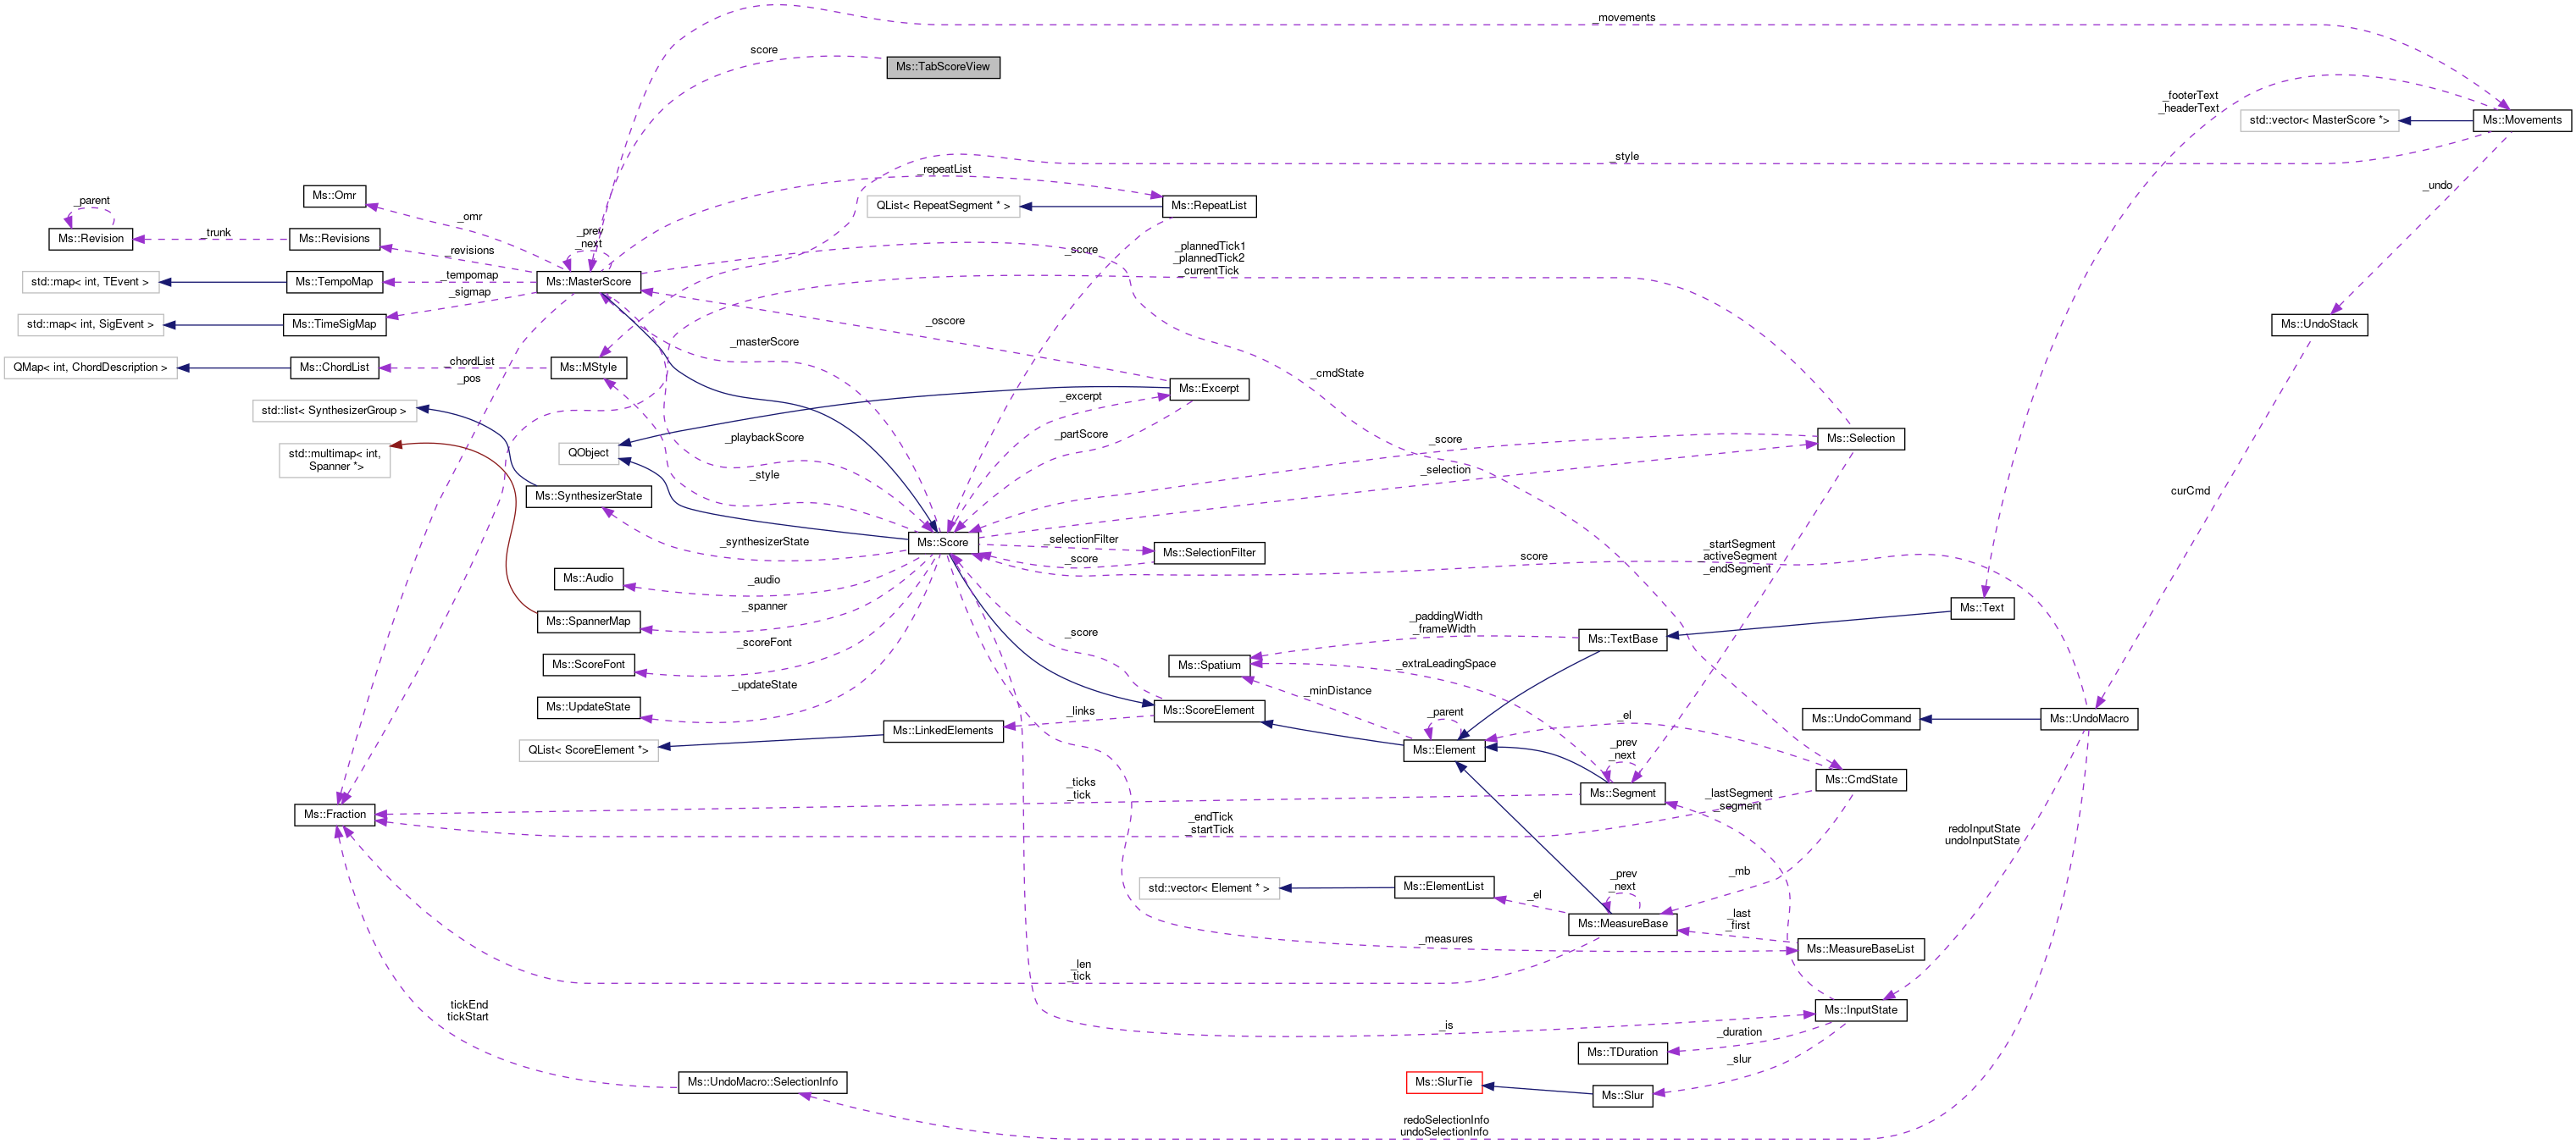 _movements
score
Ms::TabScoreView
_footerText
_headerText
std::vector< MasterScore *>
Ms::Movements
_style
_repeatList
_undo
Ms::Omr
_parent
QList< RepeatSegment * >
Ms::RepeatList
_omr
Ms::Revision
_trunk
Ms::Revisions
_prev
_next
_revisions
_score
_plannedTick1
_plannedTick2
_currentTick
std::map< int, TEvent >
Ms::TempoMap
_tempomap
Ms::MasterScore
_sigmap
std::map< int, SigEvent >
Ms::TimeSigMap
_oscore
Ms::UndoStack
_masterScore
QMap< int, ChordDescription >
Ms::ChordList
_chordList
_pos
Ms::MStyle
_cmdState
Ms::Excerpt
_excerpt
std::list< SynthesizerGroup >
_playbackScore
_partScore
_score
Ms::Selection
std::multimap< int,
Spanner *>
QObject
_style
_selection
Ms::SynthesizerState
curCmd
_synthesizerState
Ms::Score
_selectionFilter
_score
Ms::SelectionFilter
score
_startSegment
_activeSegment
_endSegment
Ms::Audio
_audio
_spanner
Ms::SpannerMap
Ms::Text
_paddingWidth
_frameWidth
Ms::TextBase
_score
_scoreFont
Ms::ScoreFont
Ms::Spatium
_extraLeadingSpace
_updateState
_minDistance
Ms::UpdateState
_links
Ms::ScoreElement
_parent
_el
Ms::UndoCommand
Ms::UndoMacro
Ms::LinkedElements
QList< ScoreElement *>
Ms::Element
_prev
_next
Ms::CmdState
_ticks
_tick
Ms::Segment
_lastSegment
_segment
Ms::Fraction
_endTick
_startTick
redoInputState
undoInputState
_mb
std::vector< Element * >
Ms::ElementList
_el
_prev
_next
Ms::MeasureBase
_last
_first
_measures
Ms::MeasureBaseList
_len
_tick
tickEnd
tickStart
Ms::InputState
_is
_duration
Ms::TDuration
_slur
Ms::UndoMacro::SelectionInfo
Ms::SlurTie
Ms::Slur
redoSelectionInfo
undoSelectionInfo